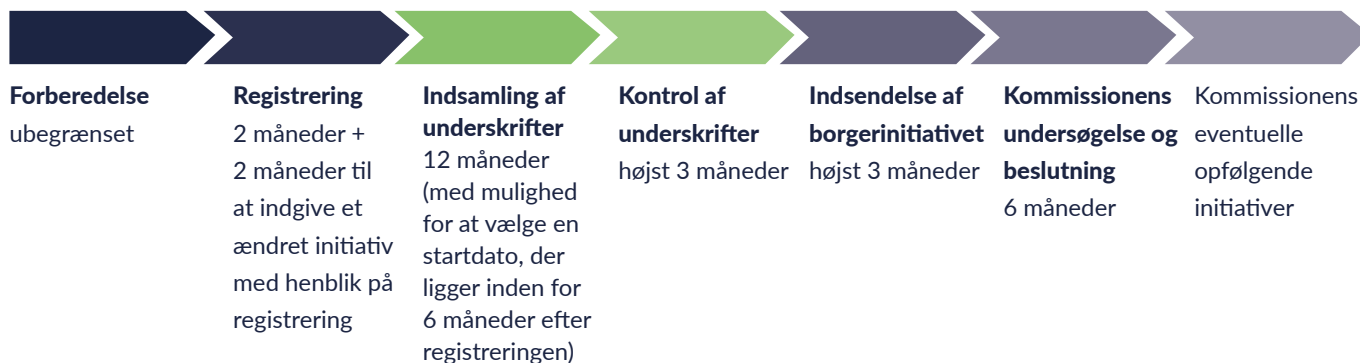 Forberedelse
ubegrænset
Registrering
2 måneder +
2 måneder til
at indgive et
ændret initiativ
med henblik på
registrering
Indsamling af
underskrifter
12 måneder
(med mulighed
for at vælge en
startdato, der
ligger inden for
6 måneder efter
registreringen)
Kontrol af
underskrifter
højst 3 måneder
Indsendelse af
borgerinitiativet
højst 3 måneder
Kommissionens
undersøgelse og
beslutning
6 måneder
Kommissionens
eventuelle
opfølgende
initiativer